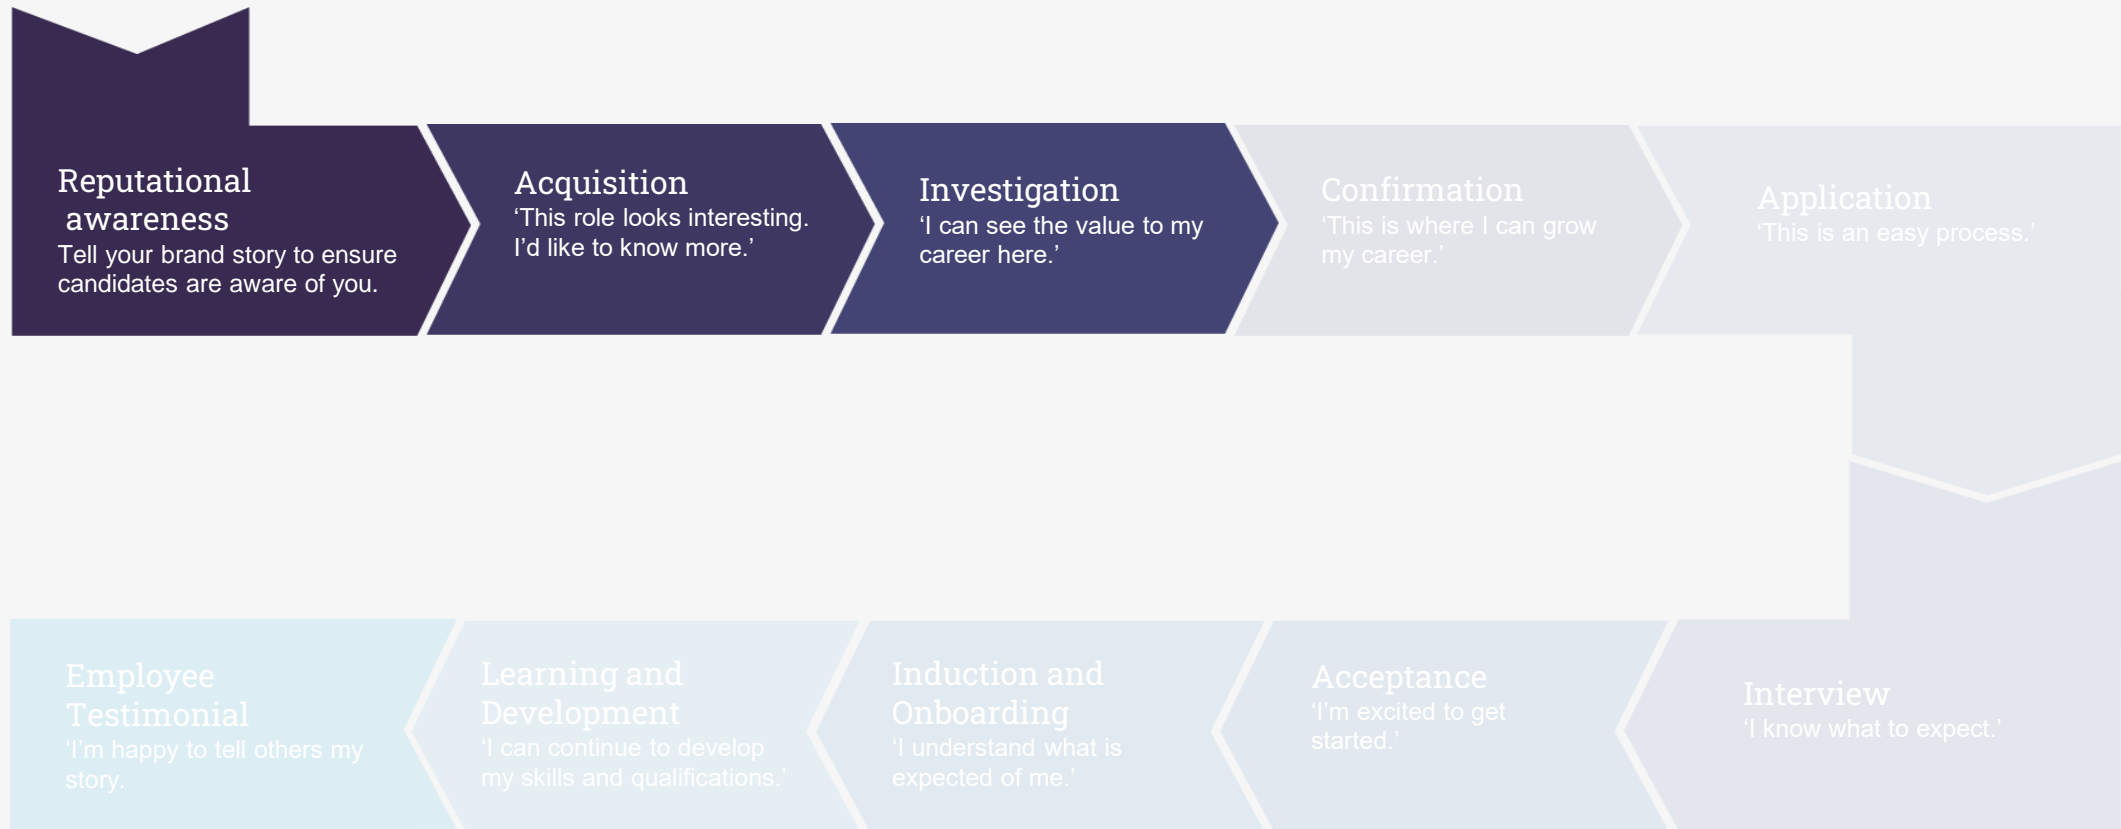 Reputational
awareness
Tell your brand story to ensure
candidates are aware of you.
Acquisition
‘This role looks interesting.
I’d like to know more.’
Investigation
‘I can see the value to my
career here.’
Confirmation
‘This is where I can grow
my career.’
Application
‘This is an easy process.’
Interview
‘I know what to expect.’
Acceptance
‘I’m excited to get
started.’
Induction and
Onboarding
‘I understand what is
expected of me.’
Learning and
Development
‘I can continue to develop
my skills and qualifications.’
Employee
Testimonial
‘I’m happy to tell others my
story.